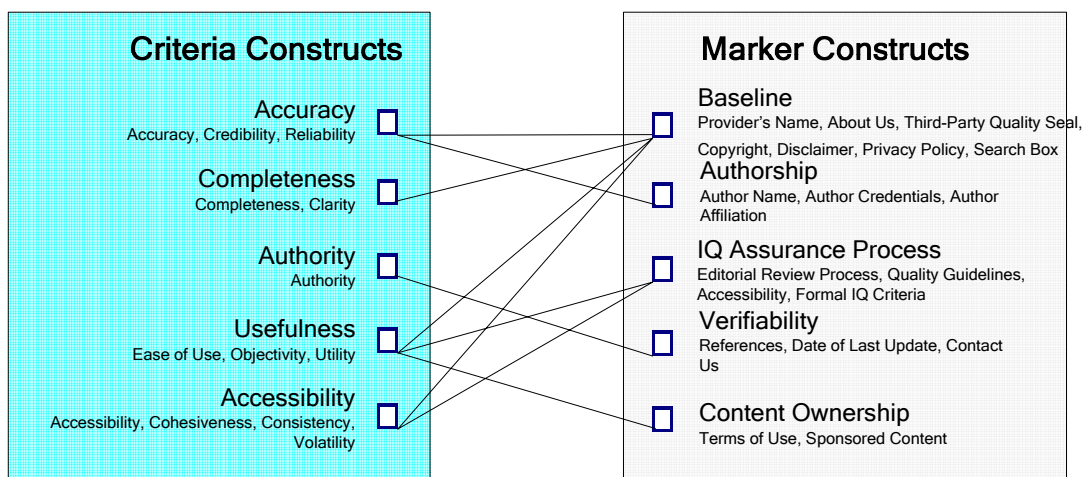 Criteria Constructs
Accuracy
Accuracy, Credibility, Reliability
Completeness
Completeness, Clarity
Authority
Authority
Usefulness
Ease of Use, Objectivity, Utility
Accessibility
Accessibility, Cohesiveness, Consistency,
Volatility
Marker Constructs
Baseline
Provider's Name, About Us, Third-Party Quality Seal,
Copyright, Disclaimer, Privacy Policy, Search Box
Authorship
Author Name, Author Credentials, Author
Affiliation
IQ Assurance Process
Editorial Review Process, Quality Guidelines,
Accessibility, Formal IQ Criteria
Verifiability
References, Date of Last Update, Contact
Us
Content Ownership
Terms of Use, Sponsored Content